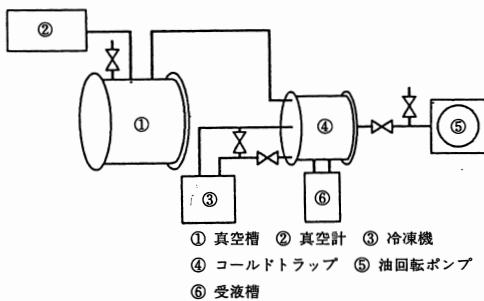 ②
①
④
⑤
③
⑥
① 真空槽 ② 真空計 ③ 冷凍機
④ コールドトラップ ⑤ 油回転ポンプ
⑥ 受液槽